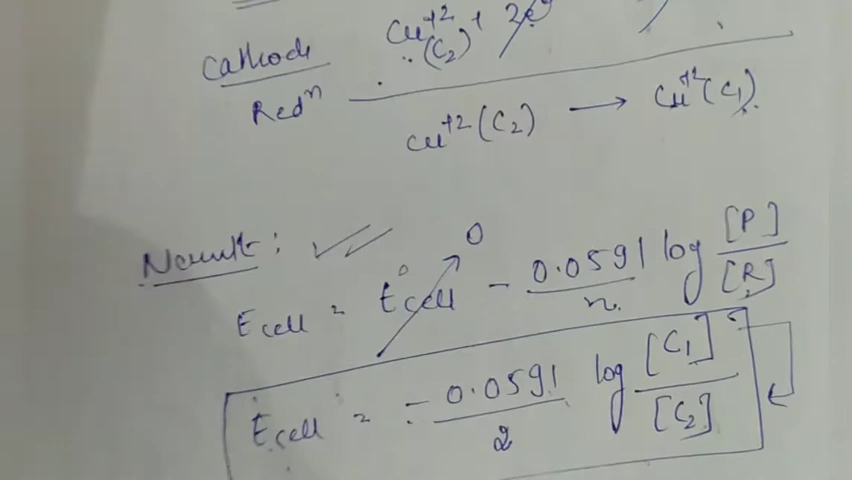 Cathode Cu+2 (C2) + 2e
Redn
Cu+2(C2) → Cu+2(C1)
Nernst :
Ecell = E°cell 0 - 0.0591/n log [P]/[R]
Ecell = - 0.0591/2 log [C1]/[C2]